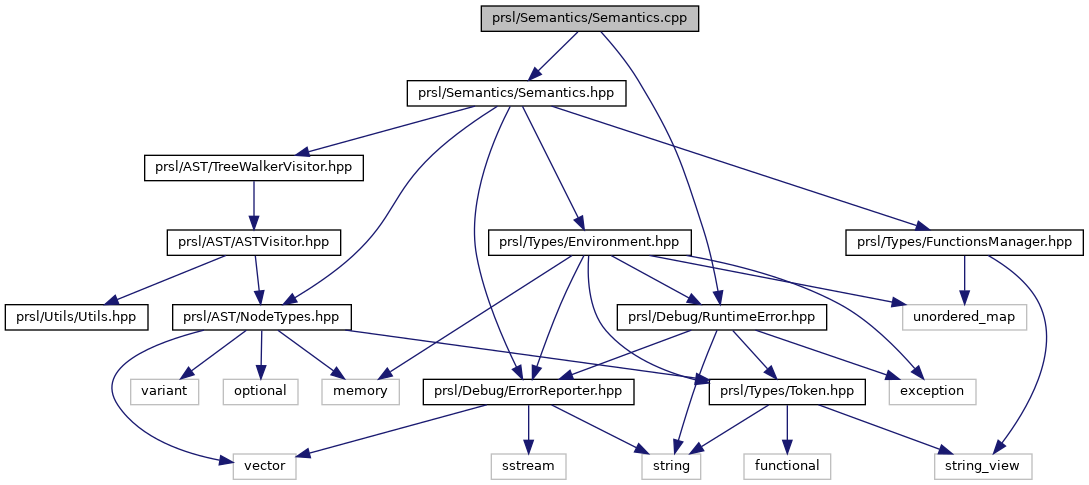 prsl/Semantics/Semantics.cpp
prsl/Semantics/Semantics.hpp
prsl/AST/TreeWalkerVisitor.hpp
prsl/AST/ASTVisitor.hpp
prsl/Types/Environment.hpp
prsl/Types/FunctionsManager.hpp
prsl/Utils/Utils.hpp
prsl/AST/NodeTypes.hpp
prsl/Debug/RuntimeError.hpp
unordered_map
variant
optional
memory
prsl/Debug/ErrorReporter.hpp
prsl/Types/Token.hpp
exception
vector
sstream
string
functional
string_view